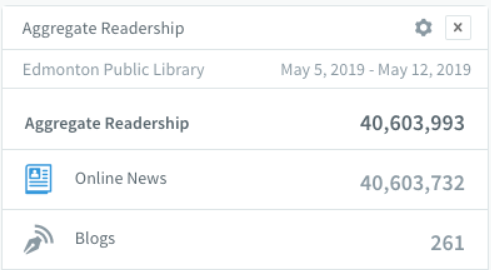 Aggregate Readership x
Edmonton Public Library May 5, 2019 - May 12, 2019
Aggregate Readership 40,603,993
Online News 40,603,732
Blogs 261